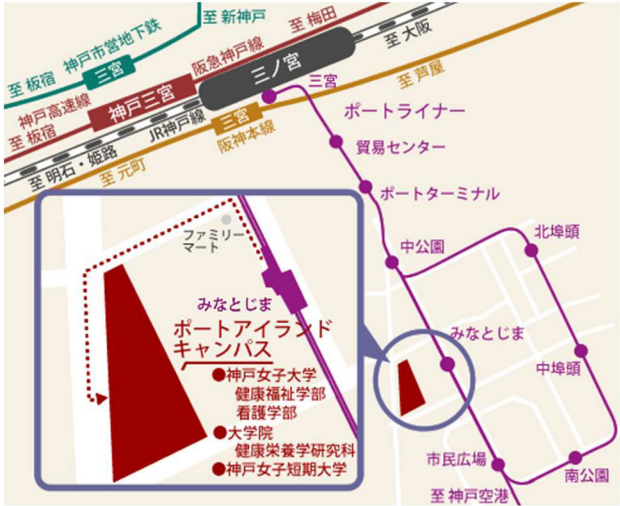 至 新神戸
至 梅田
神戸市営地下鉄
三宮
至 板宿
阪急神戸線
三ノ宮
至 大阪
神戸高速線
至 板宿
神戸三宮
三宮
至 芦屋
JR神戸線
三宮
阪神本線
至 明石・姫路
至 元町
ポートライナー
貿易センター
ポートターミナル
中公園
北埠頭
みなとじま
中埠頭
市民広場
南公園
至 神戸空港
ファミリー
マート
みなとじま
ポートアイランド
キャンパス
●神戸女子大学
健康福祉学部
看護学部
●大学院
健康栄養学研究科
●神戸女子短期大学